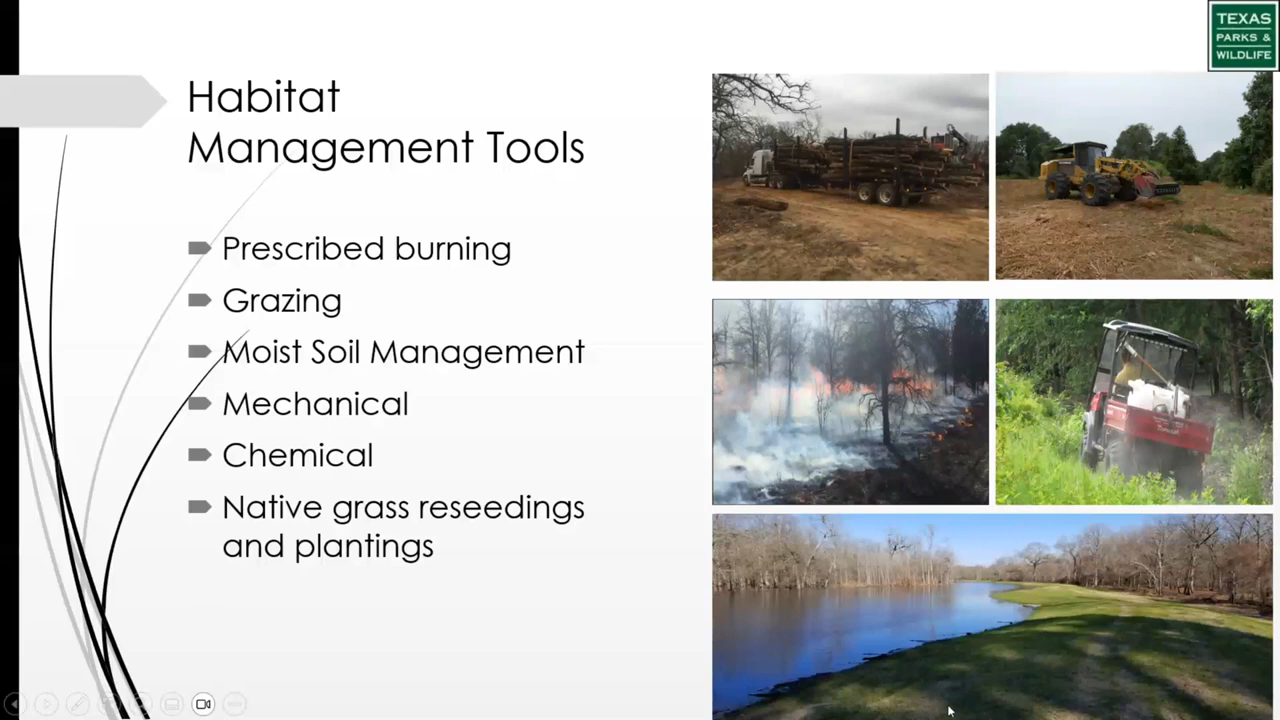 TEXAS
PARKS &
WILDLIFE
Habitat
Management Tools
Prescribed burning
Grazing
Moist Soil Management
Mechanical
Chemical
Native grass reseedings
and plantings